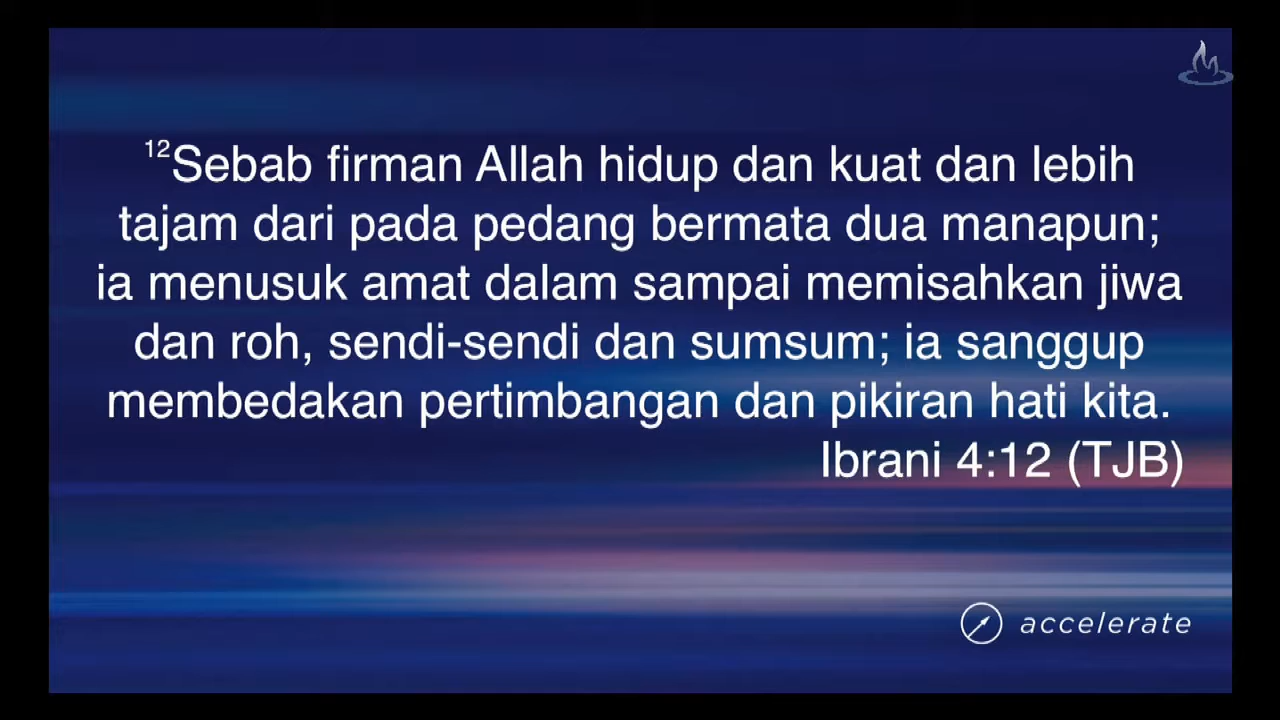 12Sebab firman Allah hidup dan kuat dan lebih
tajam dari pada pedang bermata dua manapun;
ia menusuk amat dalam sampai memisahkan jiwa
dan roh, sendi-sendi dan sumsum; ia sanggup
membedakan pertimbangan dan pikiran hati kita.
Ibrani 4:12 (TJB)
accelerate